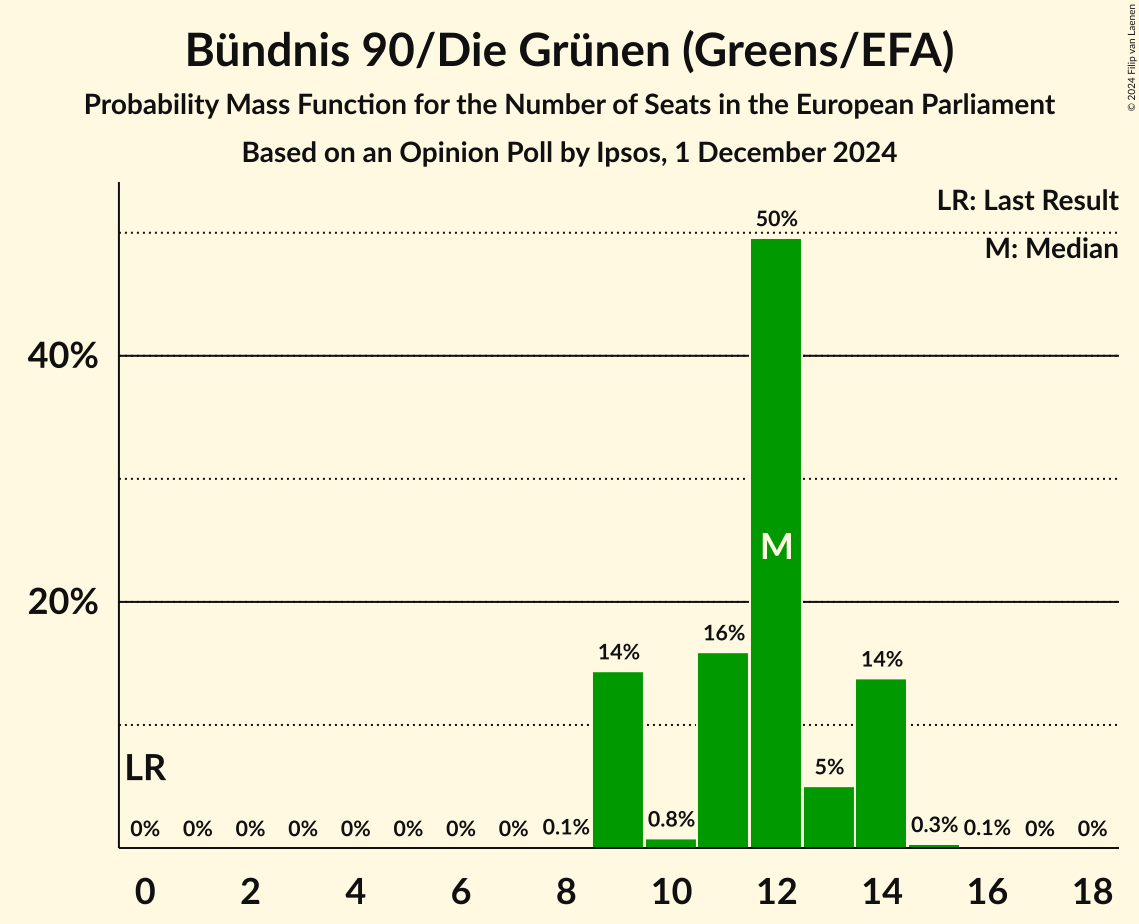 Bündnis 90/Die Grünen (Greens/EFA)
Probability Mass Function for the Number of Seats in the European Parliament
Based on an Opinion Poll by Ipsos, 1 December 2024
© 2024 Filip van Laenen
LR: Last Result
M: Median
50%
40%
M
20%
16%
14%
14%
LR
5%
0% 0% 0% 0% 0% 0% 0% 0% 0.1% 0.8% 0.3% 0.1% 0% 0%
0 2 4 6 8 10 12 14 16 18